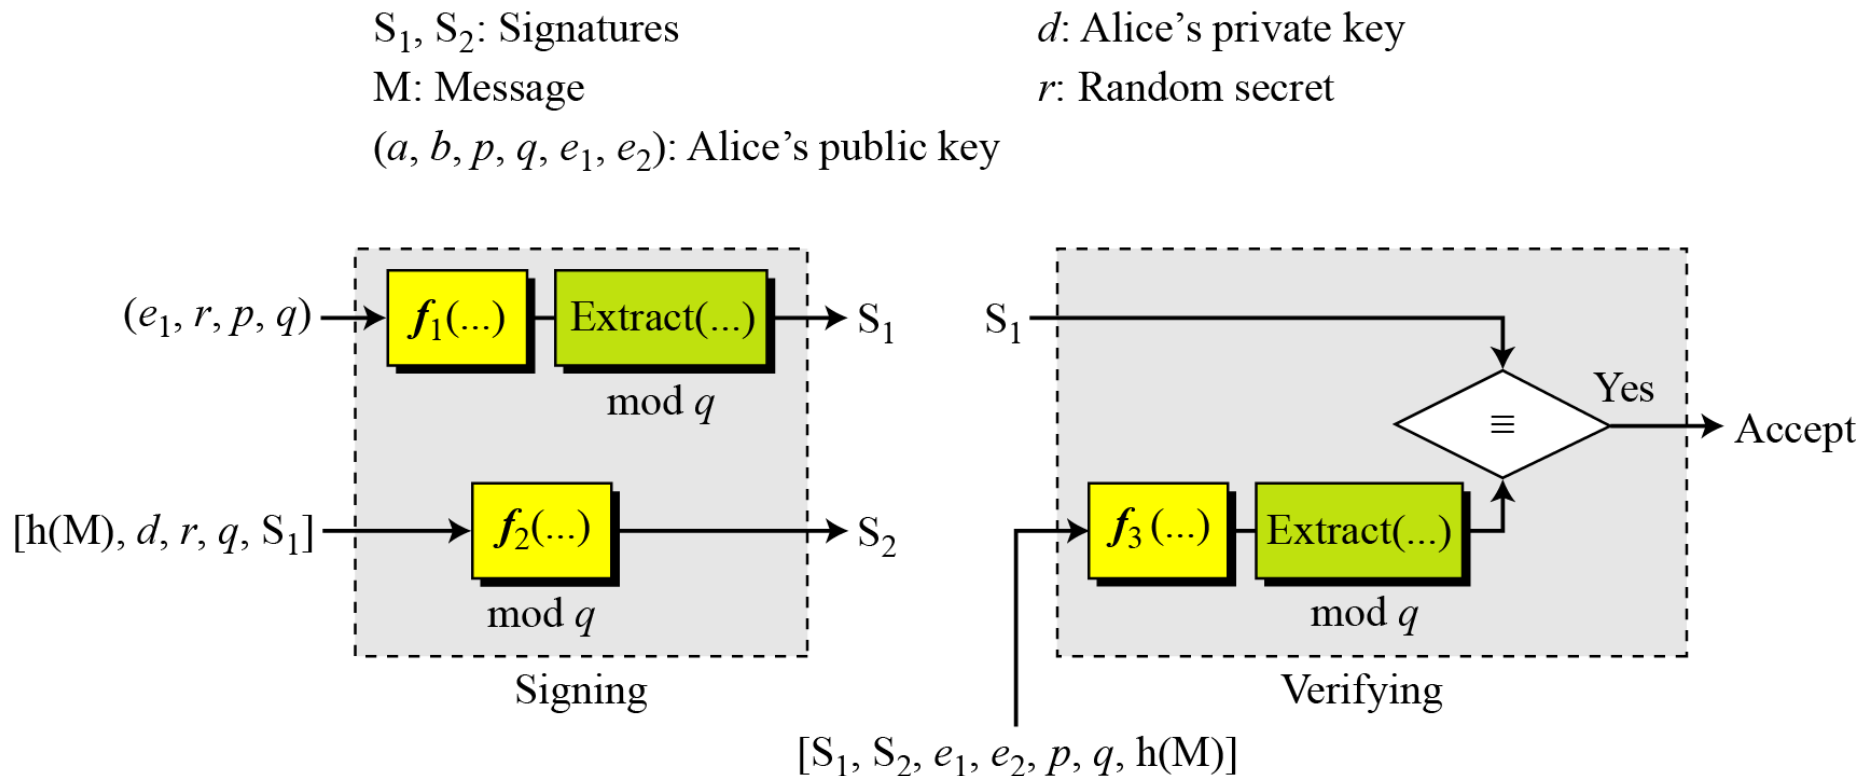 S₁, S₂: Signatures
d: Alice’s private key
M: Message
r: Random secret
(a, b, p, q, e₁, e₂): Alice’s public key
(e₁, r, p, q)
f₁(...)
Extract(...)
mod q
S₁
[h(M), d, r, q, S₁]
f₂(...)
mod q
S₂
Signing
S₁
≡
Yes
Accept
f₃(...)
Extract(...)
mod q
Verifying
[S₁, S₂, e₁, e₂, p, q, h(M)]